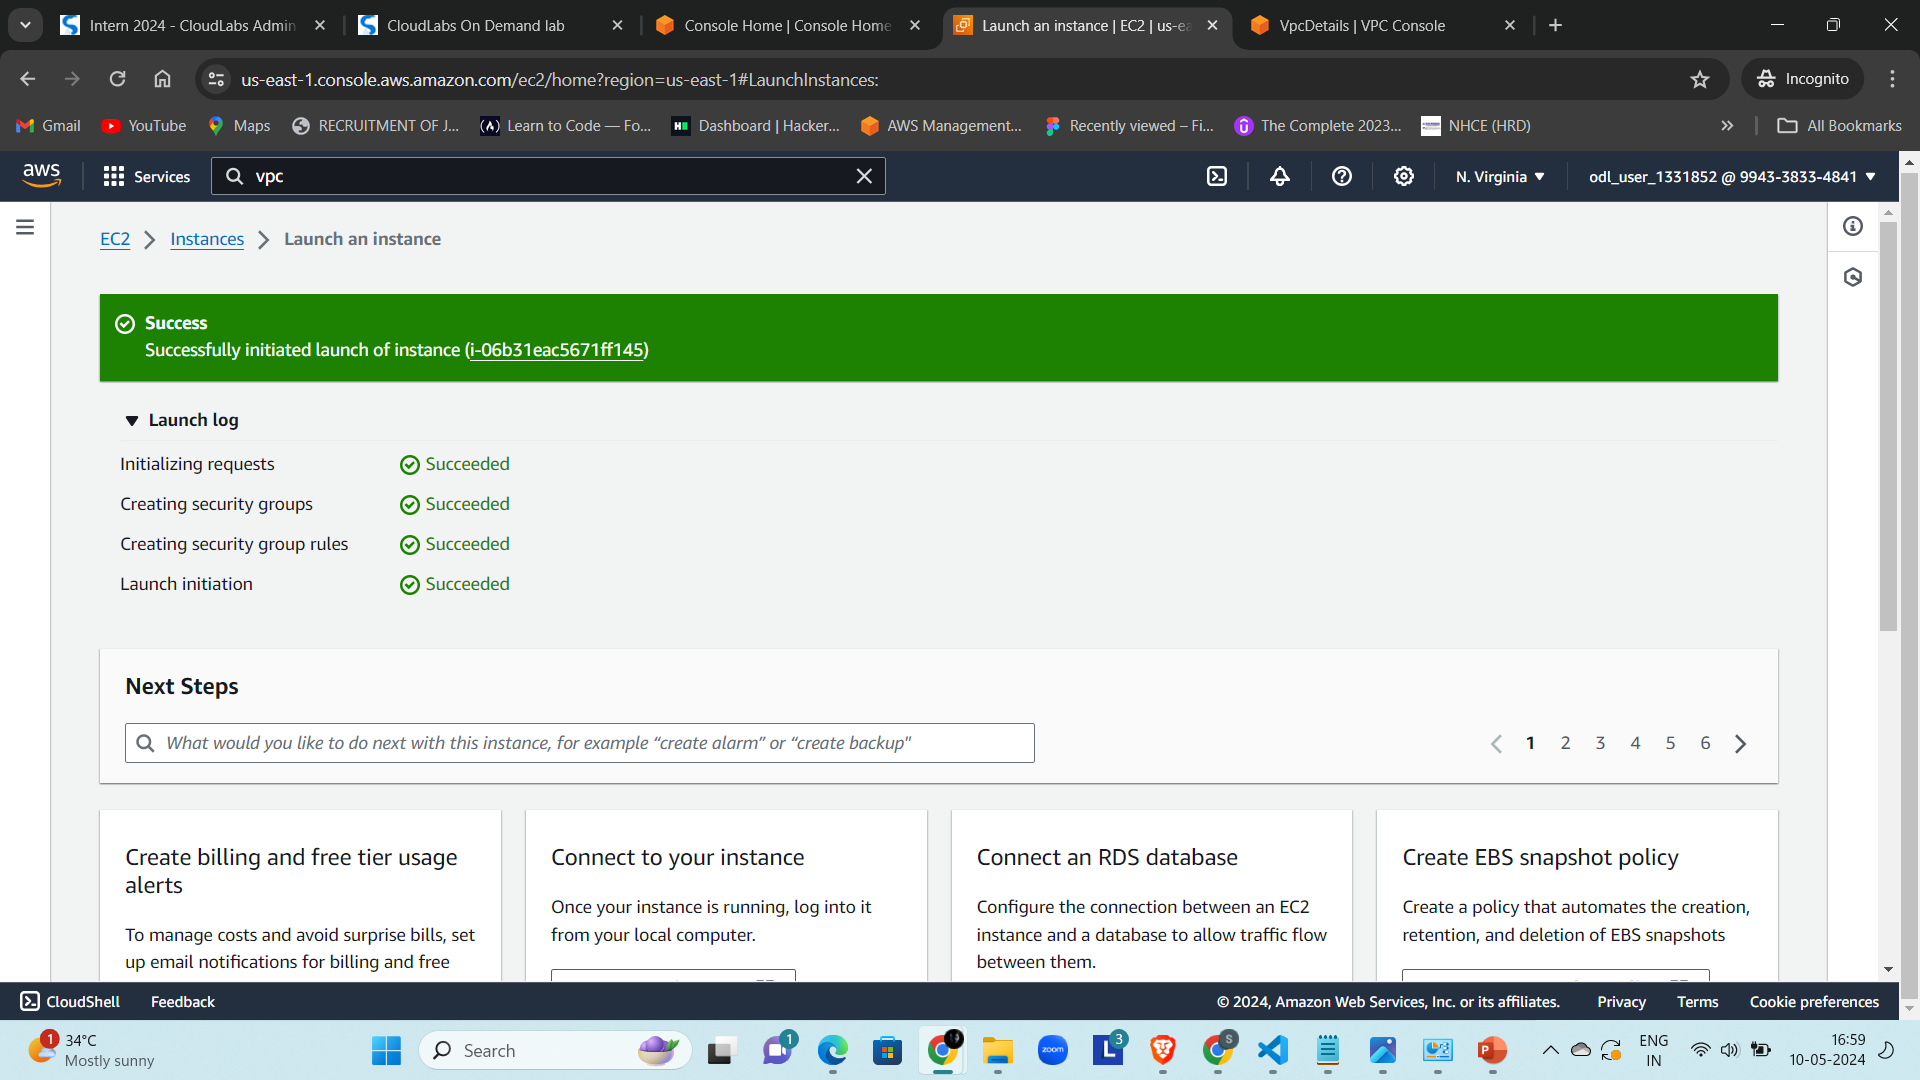 Intern 2024 - CloudLabs Admin
CloudLabs On Demand lab
Console Home | Console Home
Launch an instance | EC2 | us-ea
VpcDetails | VPC Console
us-east-1.console.aws.amazon.com/ec2/home?region=us-east-1#LaunchInstances:
Incognito
Gmail
YouTube
Maps
RECRUITMENT OF J...
Learn to Code — Fo...
Dashboard | Hacker...
AWS Management...
Recently viewed – Fi...
The Complete 2023...
NHCE (HRD)
All Bookmarks
aws
Services
vpc
N. Virginia
odl_user_1331852 @ 9943-3833-4841
EC2
Instances
Launch an instance
Success
Successfully initiated launch of instance (i-06b31eac5671ff145)
Launch log
Initializing requests
Succeeded
Creating security groups
Succeeded
Creating security group rules
Succeeded
Launch initiation
Succeeded
Next Steps
What would you like to do next with this instance, for example “create alarm” or “create backup"
1 2 3 4 5 6
Create billing and free tier usage
alerts
To manage costs and avoid surprise bills, set
up email notifications for billing and free
Connect to your instance
Once your instance is running, log into it
from your local computer.
Connect an RDS database
Configure the connection between an EC2
instance and a database to allow traffic flow
between them.
Create EBS snapshot policy
Create a policy that automates the creation,
retention, and deletion of EBS snapshots
CloudShell
Feedback
© 2024, Amazon Web Services, Inc. or its affiliates.
Privacy
Terms
Cookie preferences
1
34°C
Mostly sunny
Search
1
zoom
L
3
S
P
ENG
IN
16:59
10-05-2024